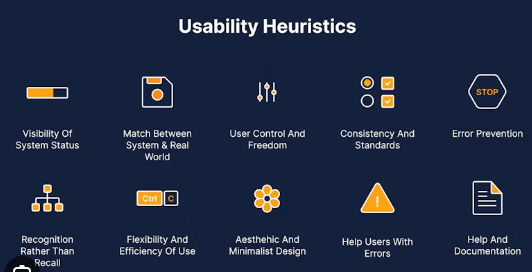 Usability Heuristics
STOP
Visibility Of
System Status
Match Between
System & Real
World
User Control And
Freedom
Consistency And
Standards
Error Prevention
Ctrl C
Recognition
Rather Than
Recall
Flexibility And
Efficiency Of Use
Aesthehic And
Minimalist Design
Help Users With
Errors
Help And
Documentation